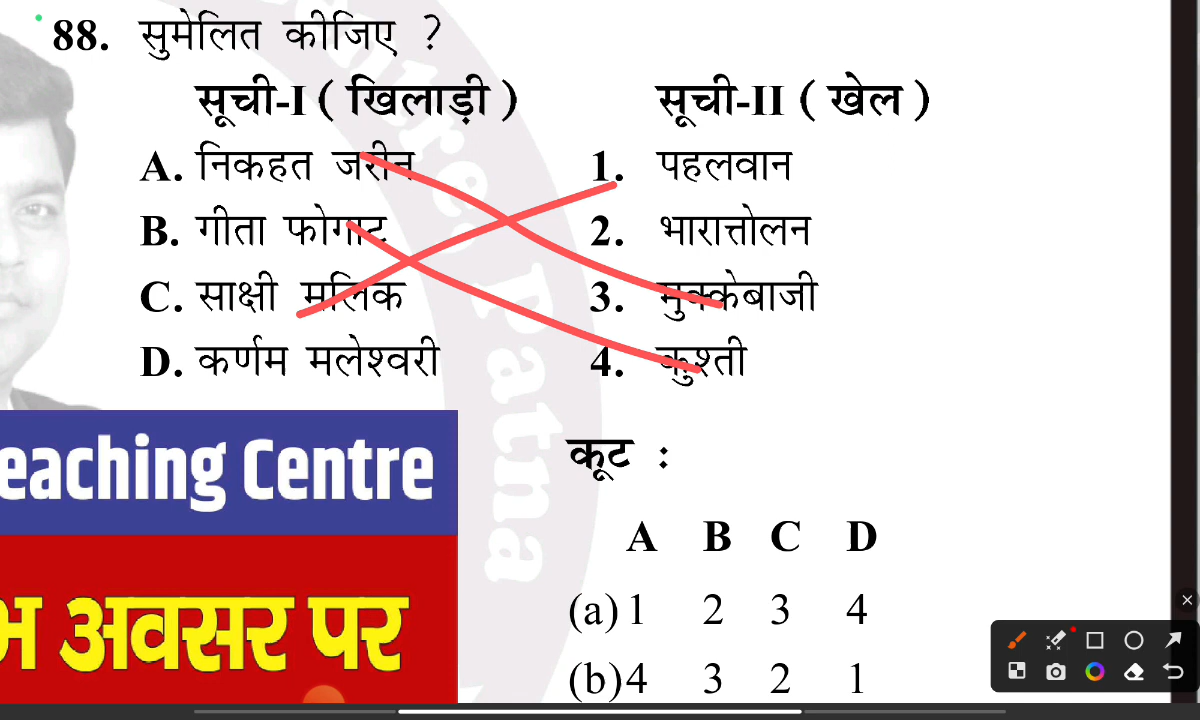 88. सुमेलित कीजिए ?
सूची-I ( खिलाड़ी ) सूची-II ( खेल )
A. निकहत जरीन 1. पहलवान
B. गीता फोगाट 2. भारात्तोलन
C. साक्षी मलिक 3. मुक्केबाजी
D. कर्णम मलेश्वरी 4. कुश्ती
कूट :
A B C D
(a) 1 2 3 4
(b) 4 3 2 1
eaching Centre
अवसर पर
Patna